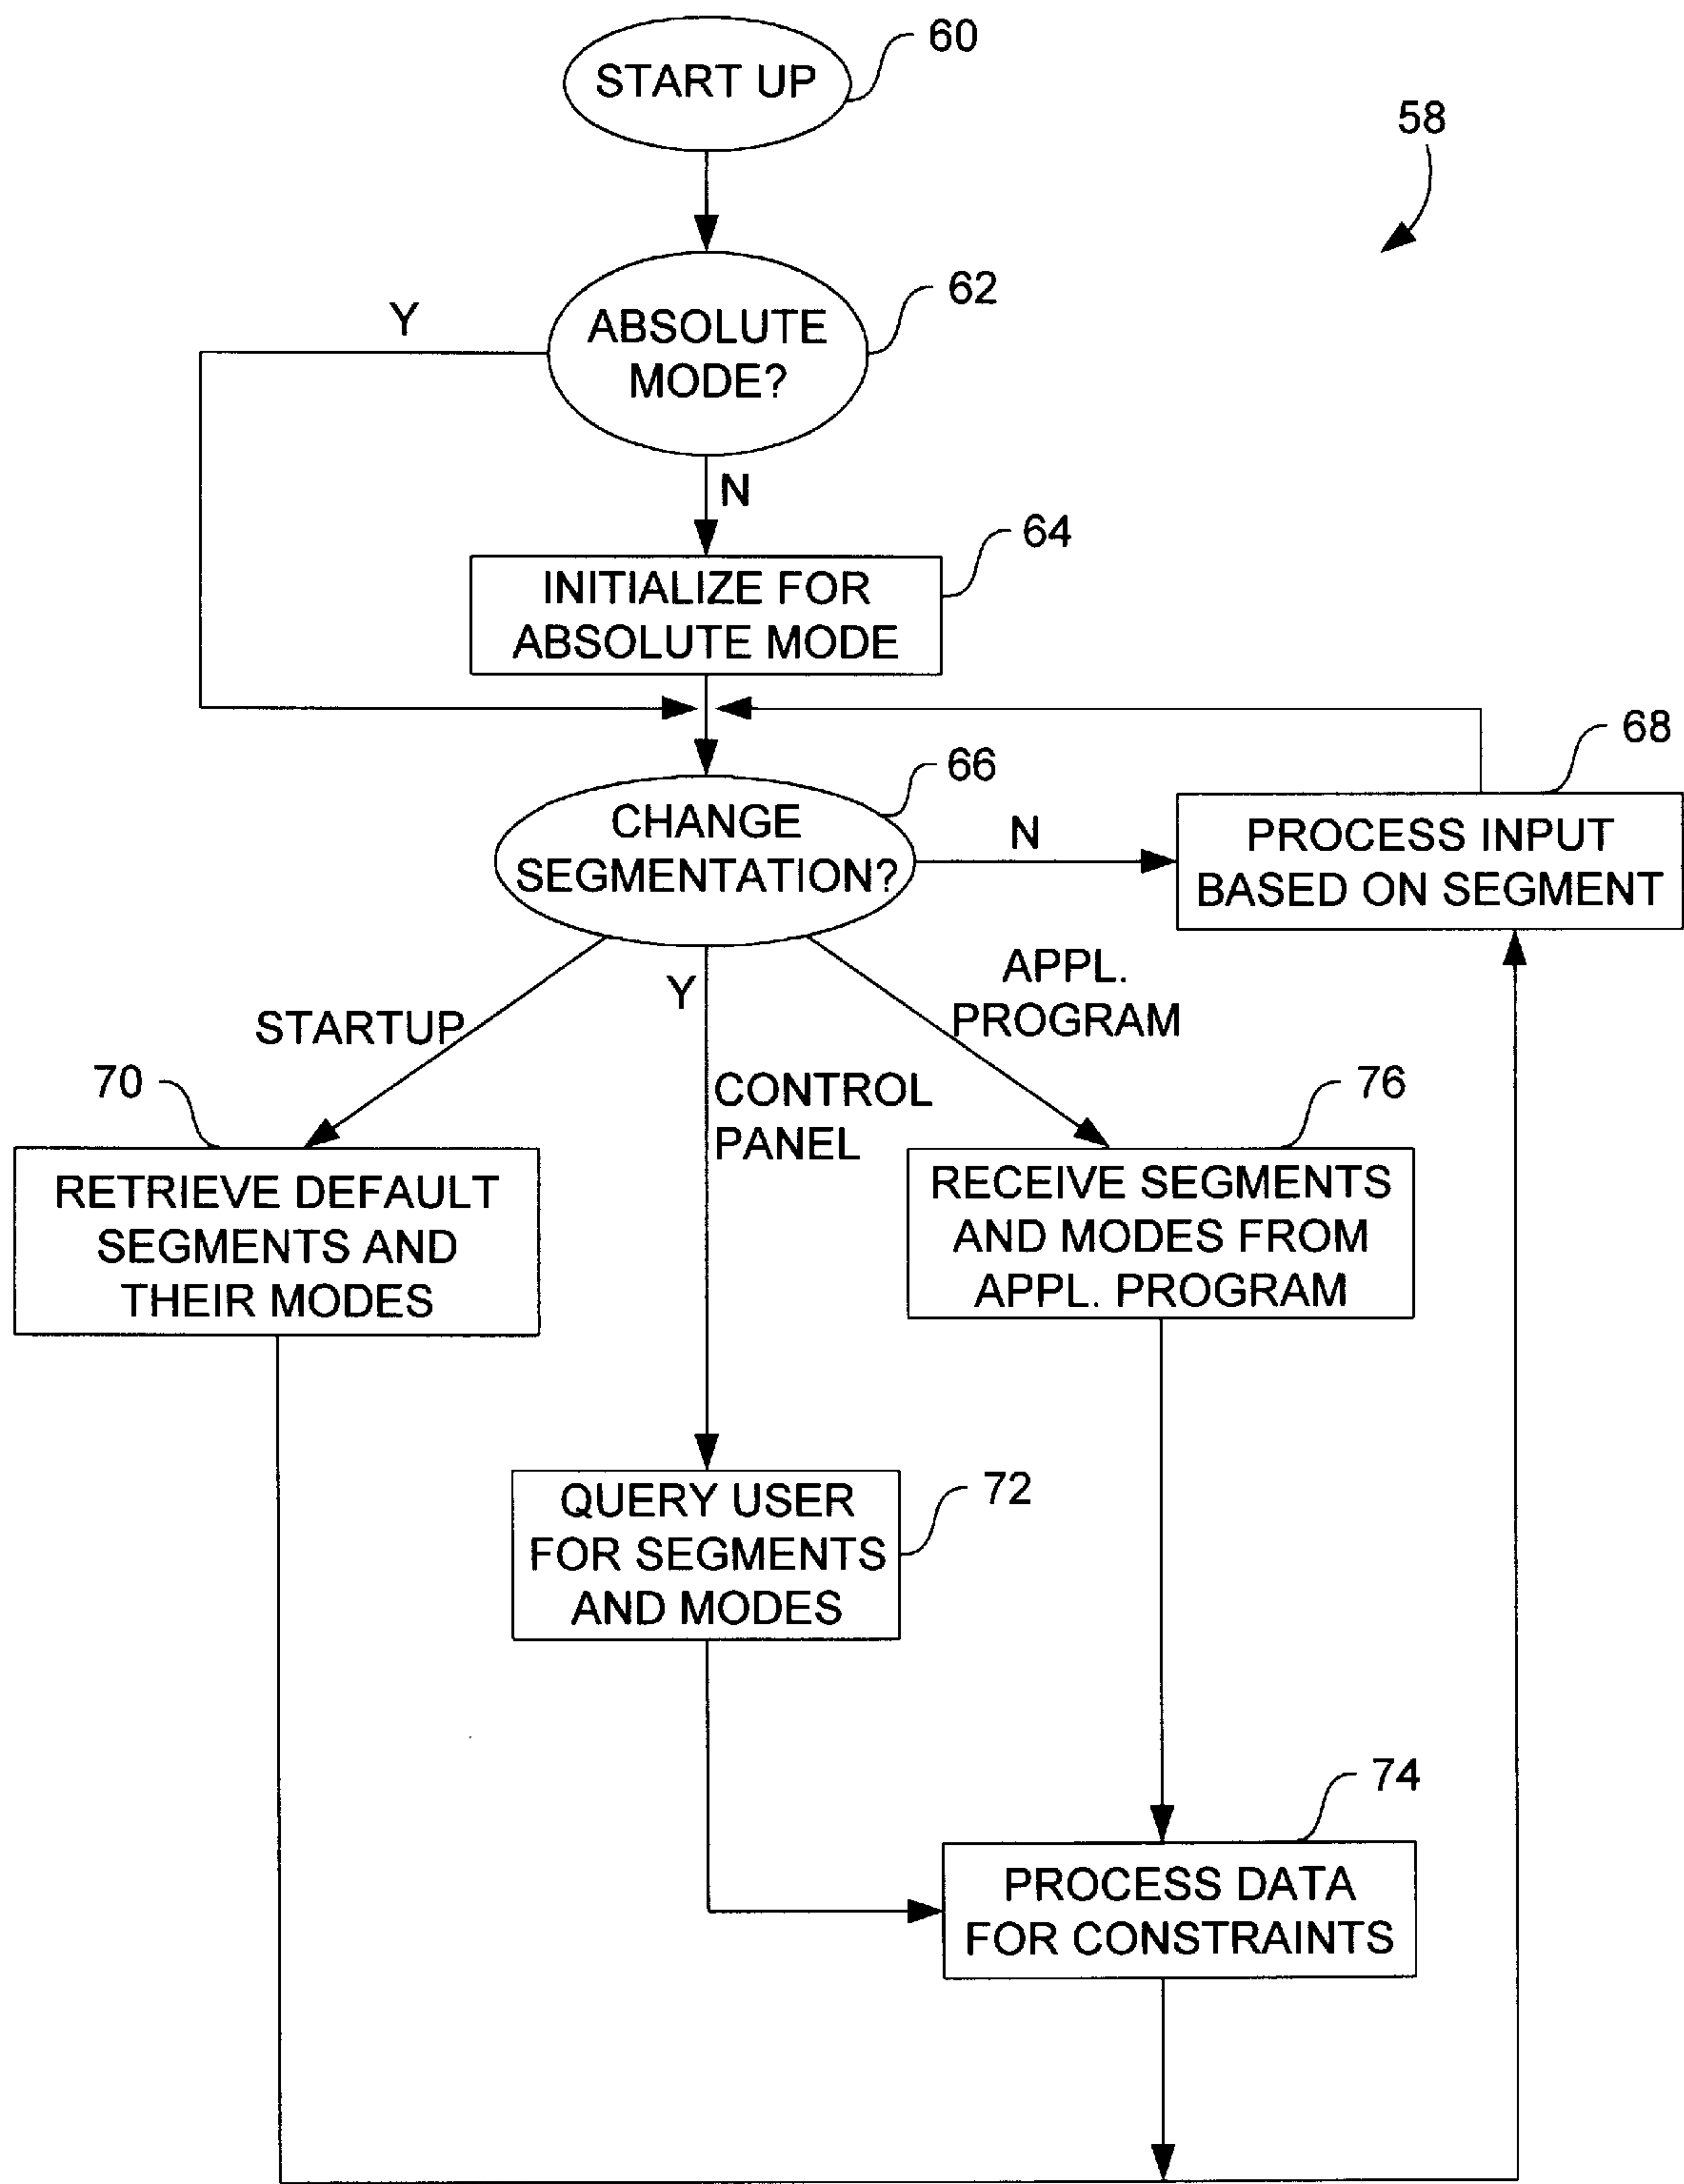 60
START UP
58
62
Y
ABSOLUTE
MODE?
N
64
INITIALIZE FOR
ABSOLUTE MODE
68
66
CHANGE
SEGMENTATION?
N
PROCESS INPUT
BASED ON SEGMENT
Y
APPL.
PROGRAM
STARTUP
70
CONTROL
PANEL
76
RETRIEVE DEFAULT
SEGMENTS AND
THEIR MODES
RECEIVE SEGMENTS
AND MODES FROM
APPL. PROGRAM
72
QUERY USER
FOR SEGMENTS
AND MODES
74
PROCESS DATA
FOR CONSTRAINTS